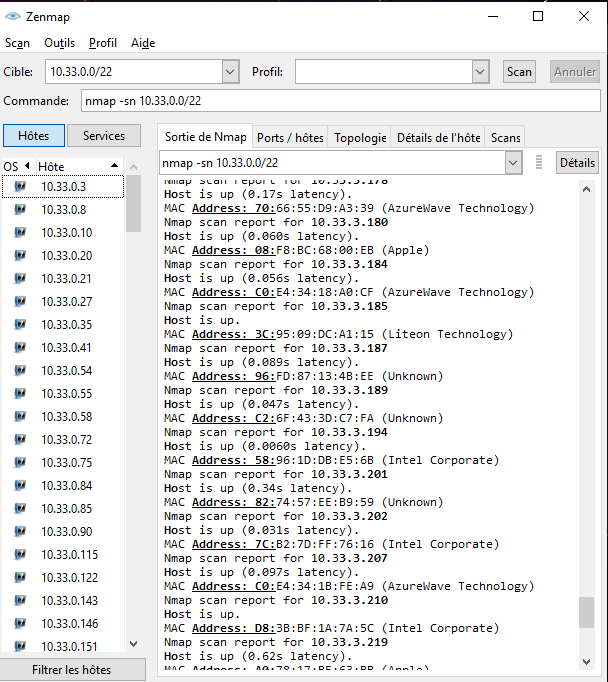 Zenmap
Scan Outils Profil Aide
Cible: 10.33.0.0/22 Profil: Scan Annuler
Commande: nmap -sn 10.33.0.0/22
Hôtes Services
OS Hôte
10.33.0.3
10.33.0.8
10.33.0.10
10.33.0.20
10.33.0.21
10.33.0.27
10.33.0.35
10.33.0.41
10.33.0.54
10.33.0.55
10.33.0.58
10.33.0.72
10.33.0.75
10.33.0.84
10.33.0.85
10.33.0.90
10.33.0.115
10.33.0.122
10.33.0.143
10.33.0.146
10.33.0.151
Filtrer les hôtes
Sortie de Nmap Ports / hôtes Topologie Détails de l'hôte Scans
nmap -sn 10.33.0.0/22 Détails
Nmap scan report for 10.33.3.178
Host is up (0.17s latency).
MAC Address: 70:66:55:D9:A3:39 (AzureWave Technology)
Nmap scan report for 10.33.3.180
Host is up (0.060s latency).
MAC Address: 08:F8:BC:68:00:EB (Apple)
Nmap scan report for 10.33.3.184
Host is up (0.056s latency).
MAC Address: C0:E4:34:18:A0:CF (AzureWave Technology)
Nmap scan report for 10.33.3.185
Host is up.
MAC Address: 3C:95:09:DC:A1:15 (Liteon Technology)
Nmap scan report for 10.33.3.187
Host is up (0.089s latency).
MAC Address: 96:FD:87:13:4B:EE (Unknown)
Nmap scan report for 10.33.3.189
Host is up (0.047s latency).
MAC Address: C2:6F:43:3D:C7:FA (Unknown)
Nmap scan report for 10.33.3.194
Host is up (0.0060s latency).
MAC Address: 58:96:1D:DB:E5:6B (Intel Corporate)
Nmap scan report for 10.33.3.201
Host is up (0.34s latency).
MAC Address: 82:74:57:EE:B9:59 (Unknown)
Nmap scan report for 10.33.3.202
Host is up (0.031s latency).
MAC Address: 7C:B2:7D:FF:76:16 (Intel Corporate)
Nmap scan report for 10.33.3.207
Host is up (0.097s latency).
MAC Address: C0:E4:34:1B:FE:A9 (AzureWave Technology)
Nmap scan report for 10.33.3.210
Host is up.
MAC Address: D8:3B:BF:1A:7A:5C (Intel Corporate)
Nmap scan report for 10.33.3.219
Host is up (0.62s latency).
MAC Address: (Apple)